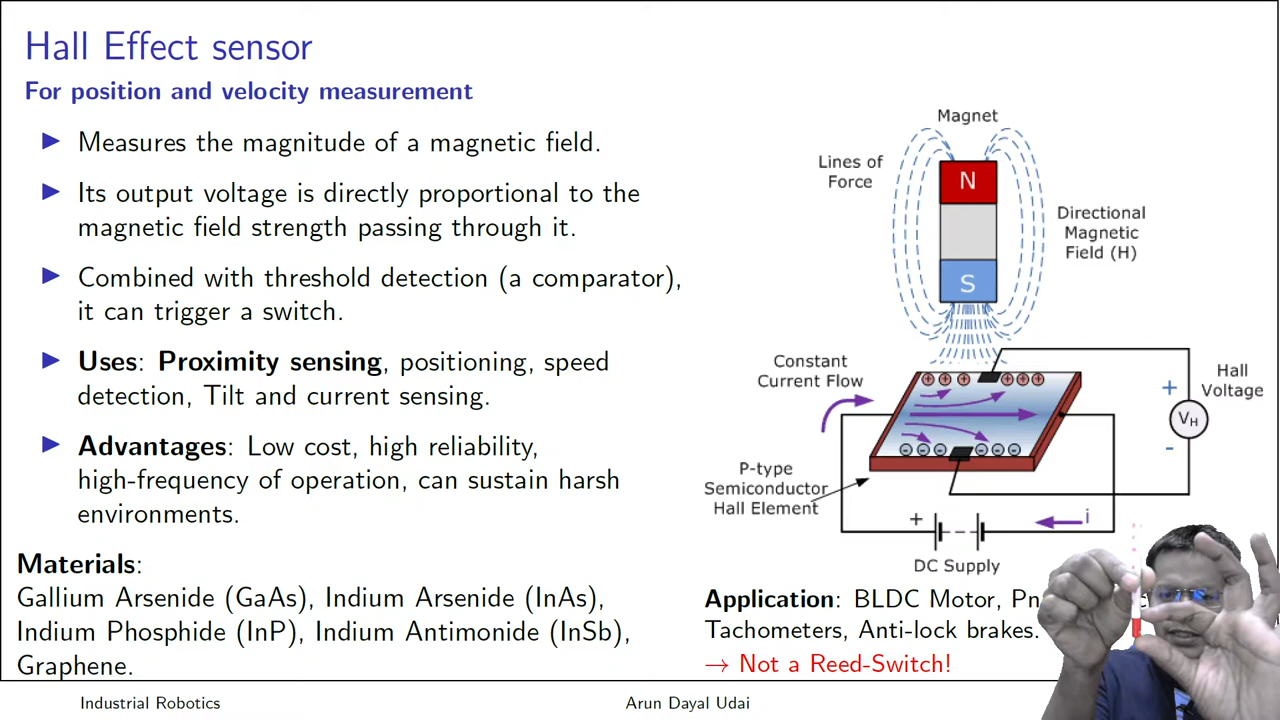 Hall Effect sensor
For position and velocity measurement
Measures the magnitude of a magnetic field.
Its output voltage is directly proportional to the
magnetic field strength passing through it.
Combined with threshold detection (a comparator),
it can trigger a switch.
Uses: Proximity sensing, positioning, speed
detection, Tilt and current sensing.
Advantages: Low cost, high reliability,
high-frequency of operation, can sustain harsh
environments.
Materials:
Gallium Arsenide (GaAs), Indium Arsenide (InAs),
Indium Phosphide (InP), Indium Antimonide (InSb),
Graphene.
Magnet
Lines of
Force
N
S
Directional
Magnetic
Field (H)
Constant
Current Flow
Hall
Voltage
+
VH
-
P-type
Semiconductor
Hall Element
+
i
DC Supply
Application: BLDC Motor,
Tachometers, Anti-lock brakes.
→ Not a Reed-Switch!
Industrial Robotics
Arun Dayal Udai